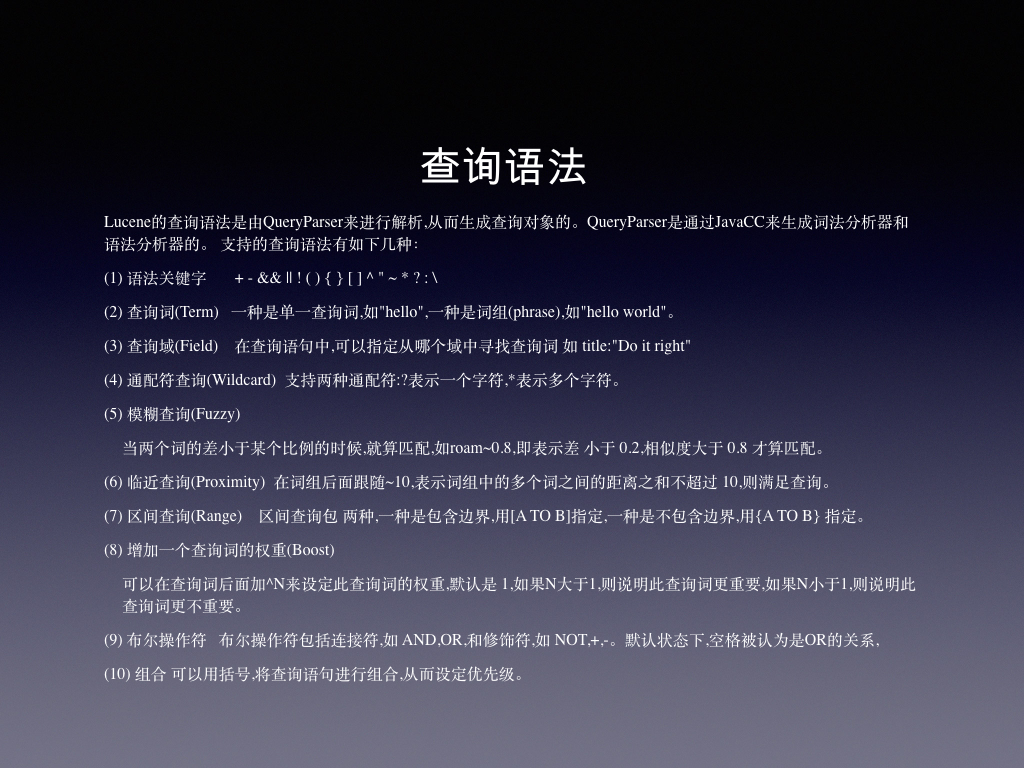 查询语法
Lucene的查询语法是由QueryParser来进行解析,从而生成查询对象的。QueryParser是通过JavaCC来生成词法分析器和
语法分析器的。 支持的查询语法有如下几种：
(1) 语法关键字 + - && || ! ( ) { } [ ] ^ " ~ * ? : \
(2) 查询词(Term) 一种是单一查询词,如"hello",一种是词组(phrase),如"hello world"。
(3) 查询域(Field) 在查询语句中,可以指定从哪个域中寻找查询词 如 title:"Do it right"
(4) 通配符查询(Wildcard) 支持两种通配符:?表示一个字符,*表示多个字符。
(5) 模糊查询(Fuzzy)
当两个词的差小于某个比例的时候,就算匹配,如roam~0.8,即表示差 小于 0.2,相似度大于 0.8 才算匹配。
(6) 临近查询(Proximity) 在词组后面跟随~10,表示词组中的多个词之间的距离之和不超过 10,则满足查询。
(7) 区间查询(Range) 区间查询包 两种,一种是包含边界,用[A TO B]指定,一种是不包含边界,用{A TO B} 指定。
(8) 增加一个查询词的权重(Boost)
可以在查询词后面加^N来设定此查询词的权重,默认是 1,如果N大于1,则说明此查询词更重要,如果N小于1,则说明此
查询词更不重要。
(9) 布尔操作符 布尔操作符包括连接符,如 AND,OR,和修饰符,如 NOT,+,-。默认状态下,空格被认为是OR的关系,
(10) 组合 可以用括号,将查询语句进行组合,从而设定优先级。